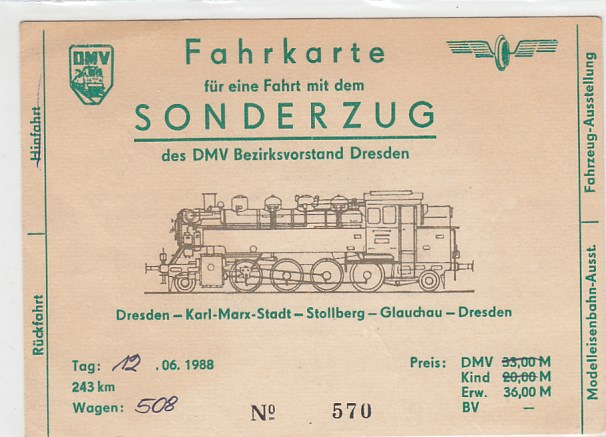 DMV
Fahrkarte
für eine Fahrt mit dem
SONDERZUG
des DMV Bezirksvorstand Dresden
Hinfahrt
Rückfahrt
Fahrzeug-Ausstellung
Modelleisenbahn-Ausst.
Dresden – Karl-Marx-Stadt – Stollberg – Glauchau – Dresden
Tag: 12 . 06. 1988
243 km
Wagen: 508
Nº 570
Preis: DMV 33,00 M
Kind 20,00 M
Erw. 36,00 M
BV –